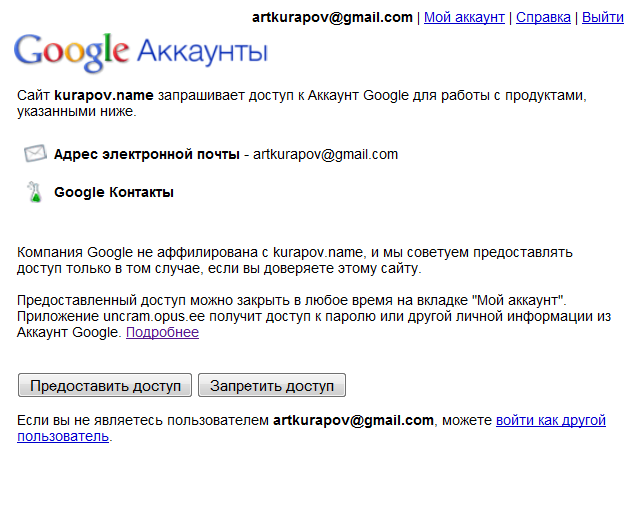 artkurapov@gmail.com | Мой аккаунт | Справка | Выйти
Google Аккаунты
Сайт kurapov.name запрашивает доступ к Аккаунт Google для работы с продуктами,
указанными ниже.
Адрес электронной почты - artkurapov@gmail.com
Google Контакты
Компания Google не аффилирована с kurapov.name, и мы советуем предоставлять
доступ только в том случае, если вы доверяете этому сайту.
Предоставленный доступ можно закрыть в любое время на вкладке "Мой аккаунт".
Приложение uncram.opus.ee получит доступ к паролю или другой личной информации из
Аккаунт Google. Подробнее
Предоставить доступ Запретить доступ
Если вы не являетесь пользователем artkurapov@gmail.com, можете войти как другой
пользователь.